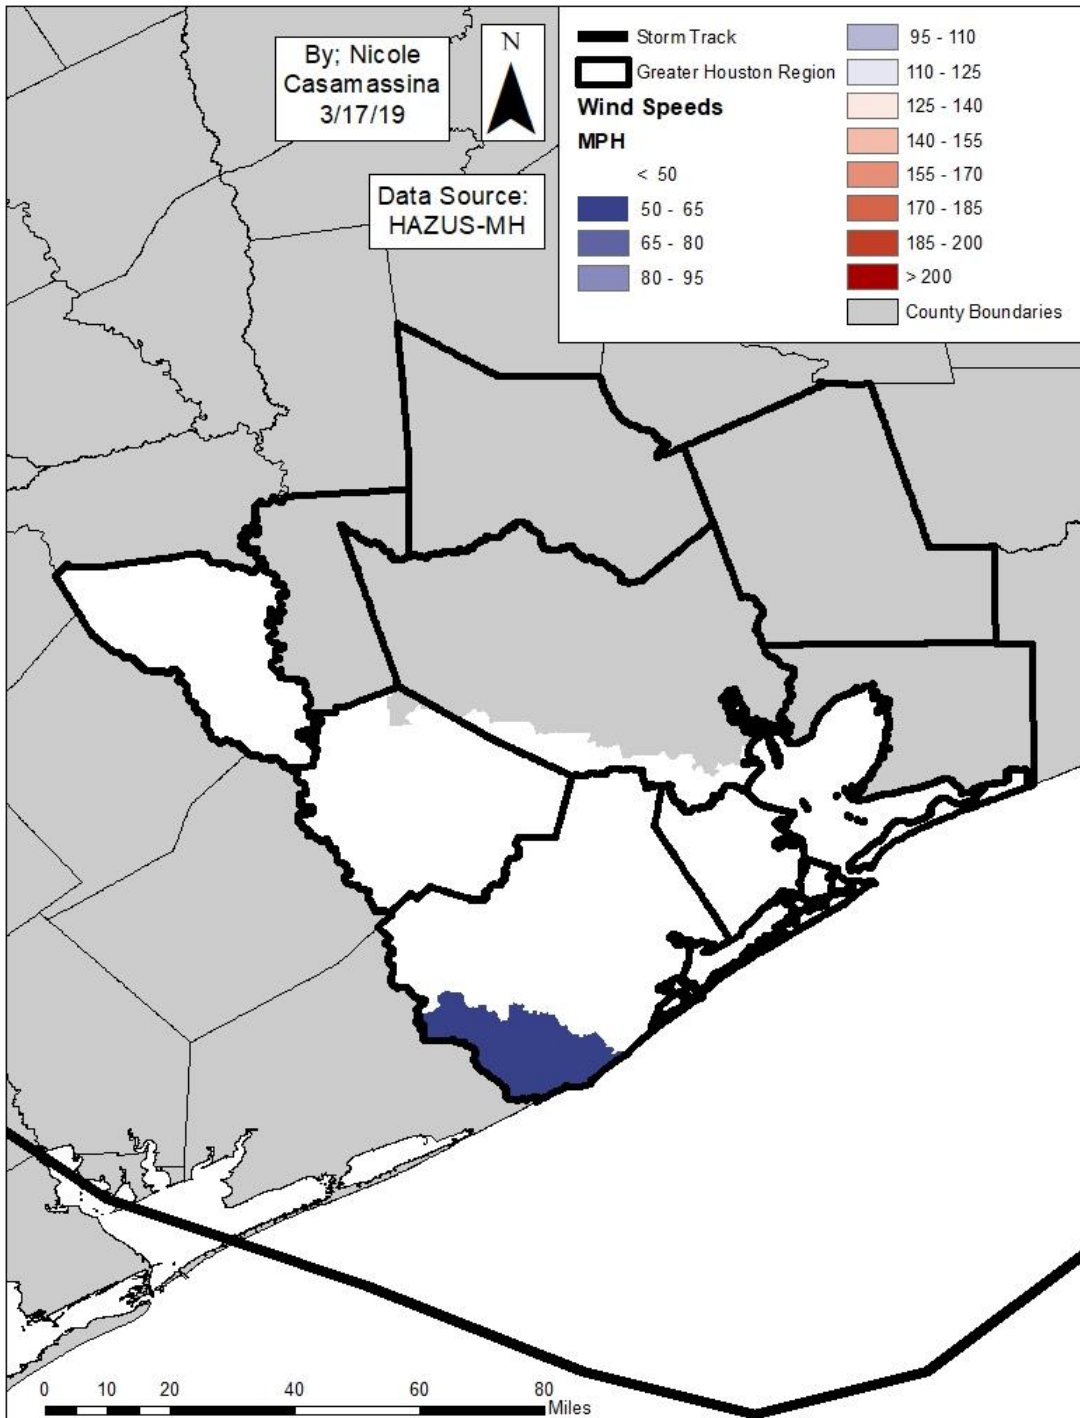 By; Nicole
Casamassina
3/17/19
N
Data Source:
HAZUS-MH
Storm Track
Greater Houston Region
Wind Speeds
MPH
< 50
50 - 65
65 - 80
80 - 95
95 - 110
110 - 125
125 - 140
140 - 155
155 - 170
170 - 185
185 - 200
> 200
County Boundaries
0 10 20 40 60 80
Miles